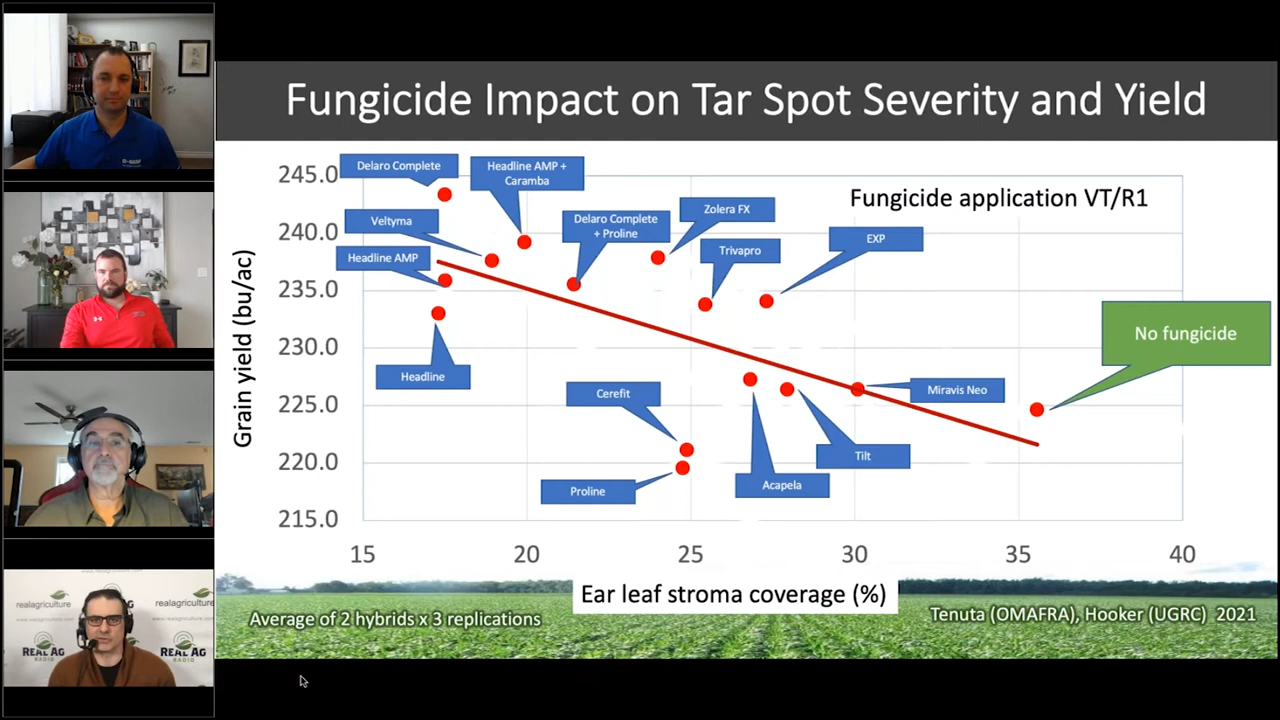 Fungicide Impact on Tar Spot Severity and Yield
Fungicide application VT/R1
Grain yield (bu/ac)
245.0
240.0
235.0
230.0
225.0
220.0
215.0
Delaro Complete
Headline AMP +
Caramba
Veltyma
Delaro Complete
+ Proline
Zolera FX
Headline AMP
Trivapro
EXP
No fungicide
Headline
Cerefit
Miravis Neo
Tilt
Proline
Acapela
15
20
25
30
35
40
Ear leaf stroma coverage (%)
Average of 2 hybrids x 3 replications
Tenuta (OMAFRA), Hooker (UGRC) 2021
realagriculture
realagriculture
REAL AG
RADIO
REAL AG
RADIO